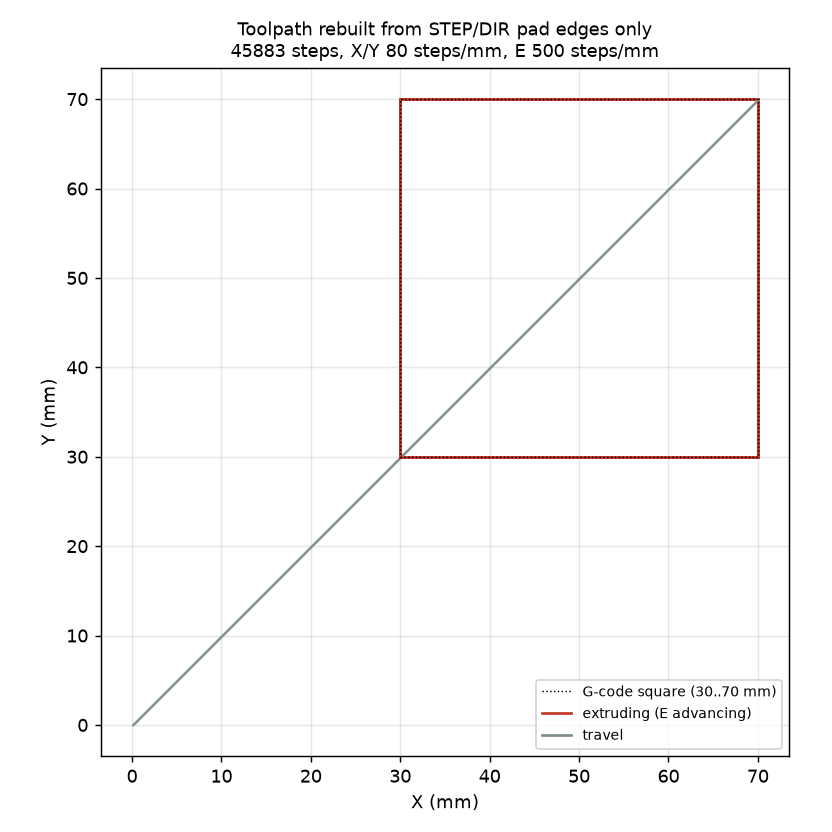 Toolpath rebuilt from STEP/DIR pad edges only
45883 steps, X/Y 80 steps/mm, E 500 steps/mm
70
60
50
40
30
20
10
0
Y (mm)
G-code square (30..70 mm)
extruding (E advancing)
travel
0 10 20 30 40 50 60 70
X (mm)